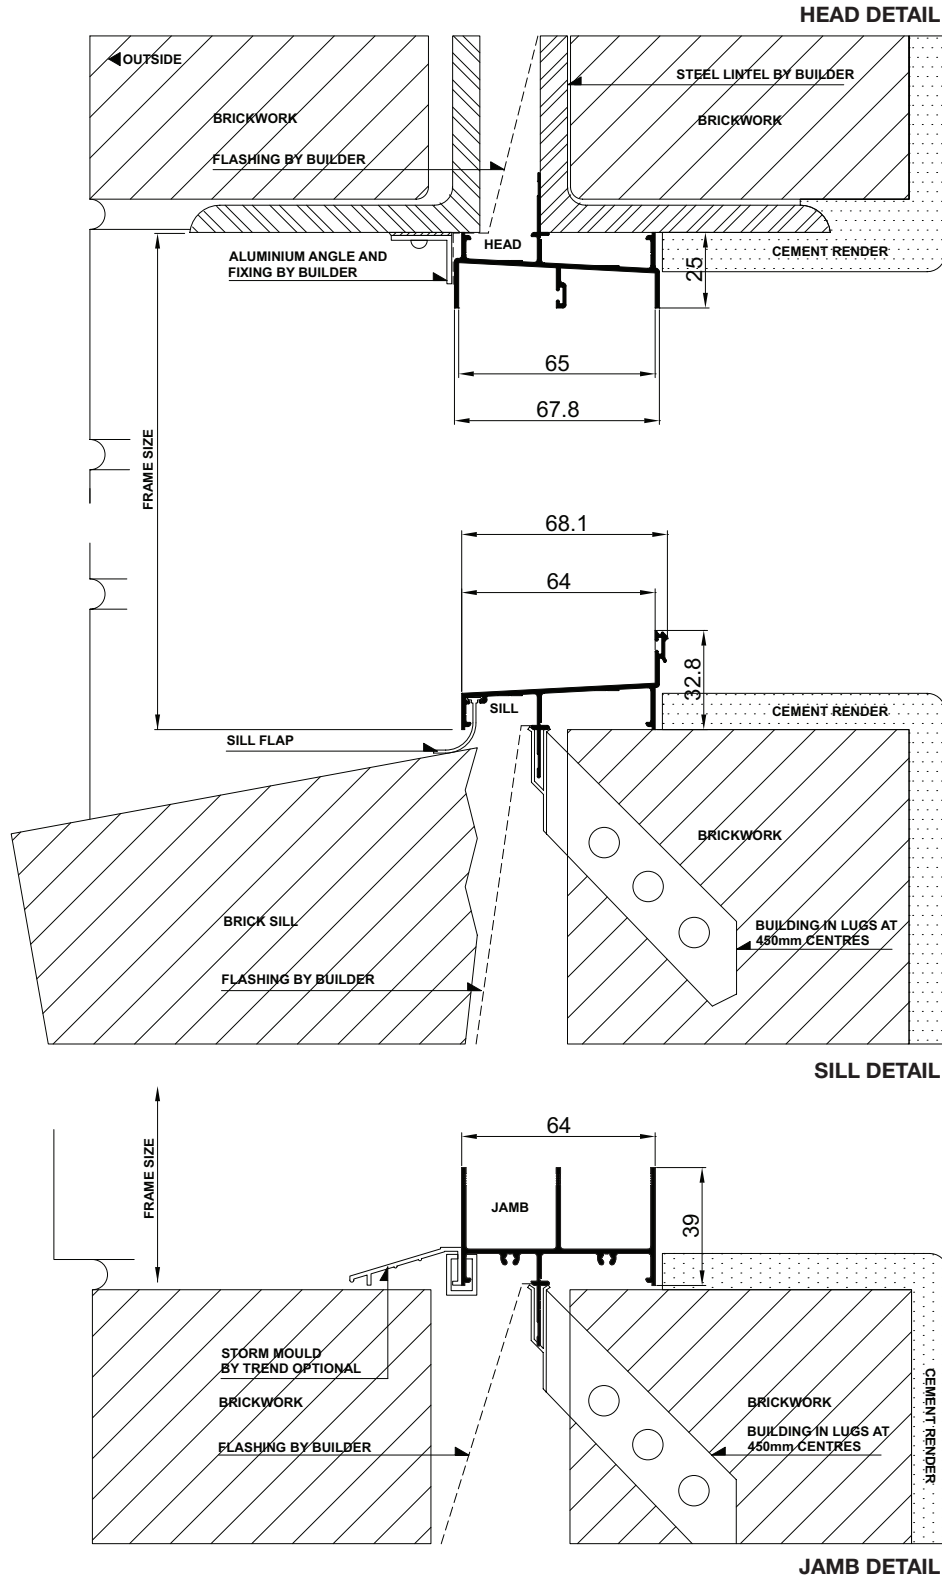 HEAD DETAIL
OUTSIDE
STEEL LINTEL BY BUILDER
BRICKWORK
BRICKWORK
FLASHING BY BUILDER
HEAD
ALUMINIUM ANGLE AND
FIXING BY BUILDER
CEMENT RENDER
25
65
67.8
FRAME SIZE
68.1
64
32.8
SILL
CEMENT RENDER
SILL FLAP
BRICKWORK
BRICK SILL
BUILDING IN LUGS AT
450mm CENTRES
FLASHING BY BUILDER
SILL DETAIL
64
FRAME SIZE
JAMB
39
STORM MOULD
BY TREND OPTIONAL
BRICKWORK
BRICKWORK
CEMENT RENDER
BUILDING IN LUGS AT
450mm CENTRES
FLASHING BY BUILDER
JAMB DETAIL